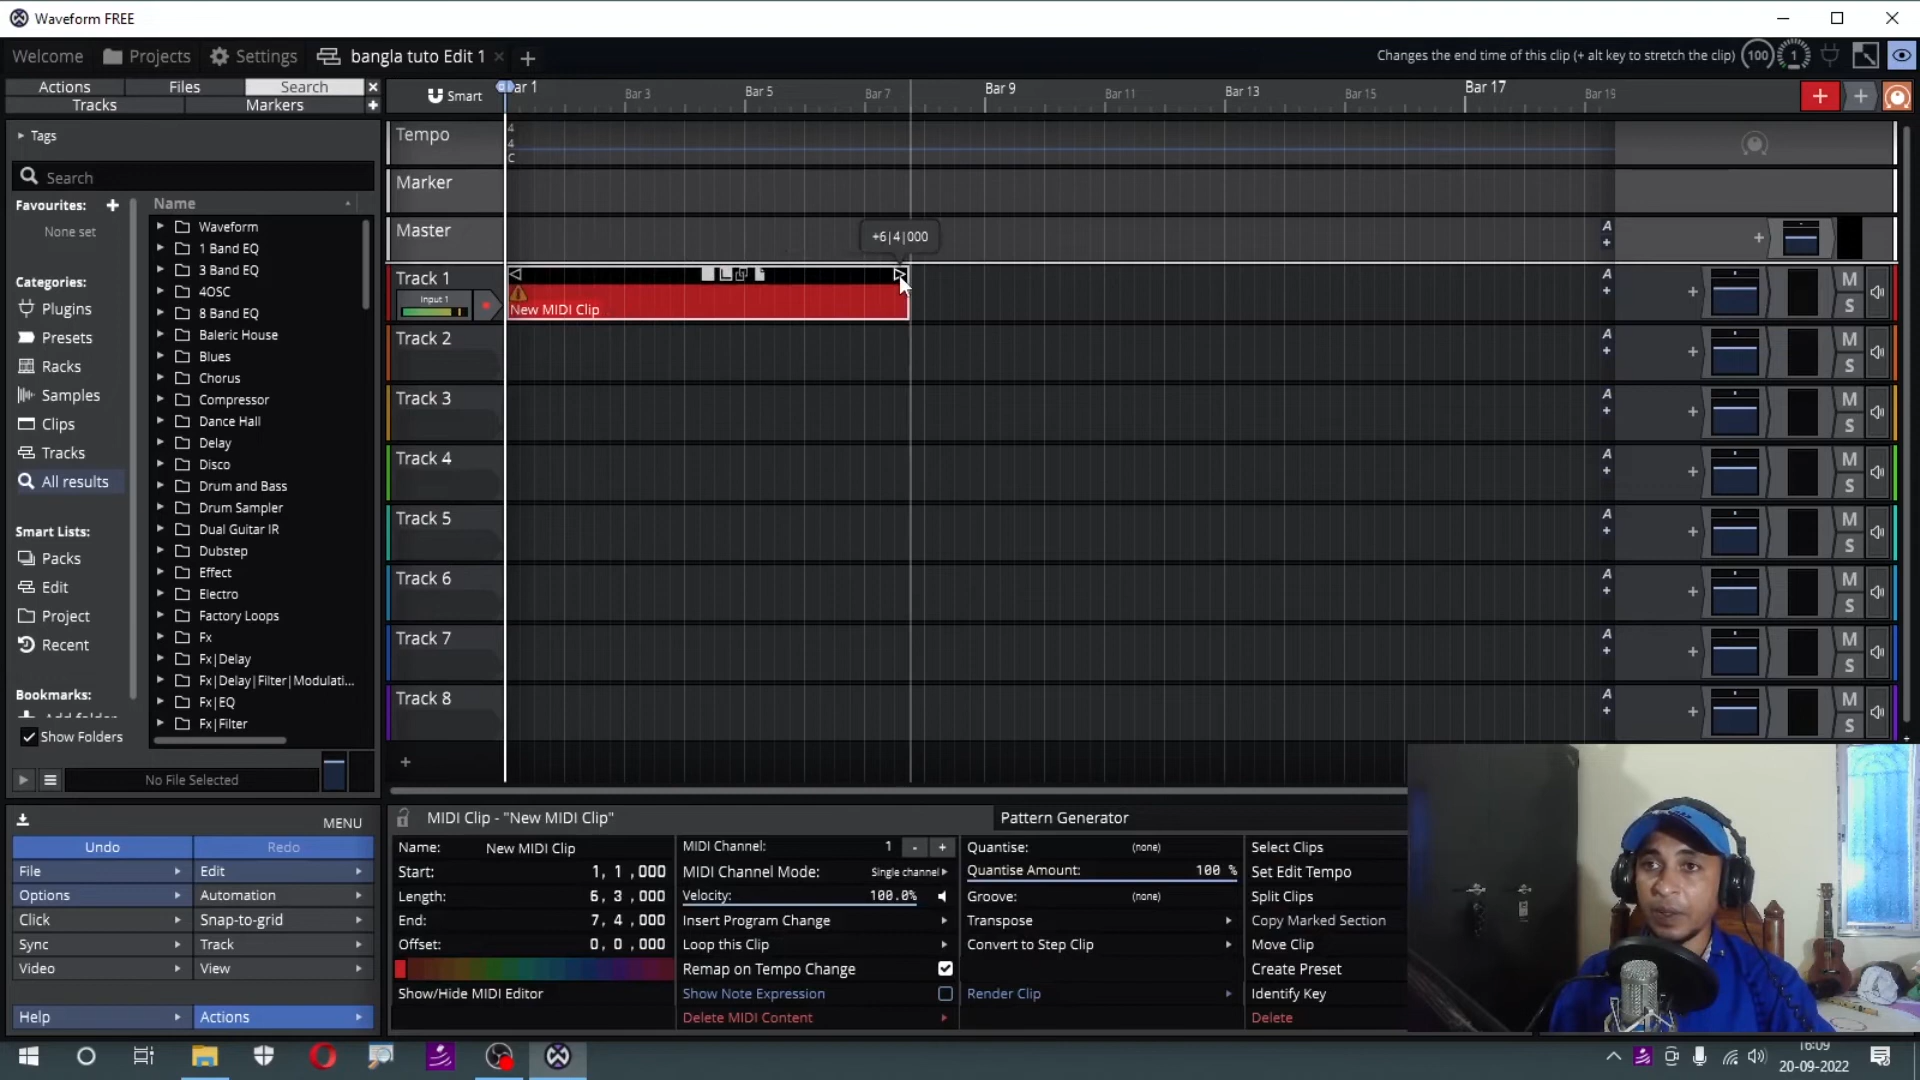 Waveform FREE
Welcome Projects Settings bangla tuto Edit 1
Changes the end time of this clip (+ alt key to stretch the clip) 100 1
Actions Files Search
Tracks Markers
Smart
ar 1 Bar 3 Bar 5 Bar 7 Bar 9 Bar 11 Bar 13 Bar 15 Bar 17 Bar 19
Tags
Search
Favourites:
None set
Categories:
Plugins
Presets
Racks
Samples
Clips
Tracks
All results
Smart Lists:
Packs
Edit
Project
Recent
Bookmarks:
Show Folders
Name
Waveform
1 Band EQ
3 Band EQ
4OSC
8 Band EQ
Baleric House
Blues
Chorus
Compressor
Dance Hall
Delay
Disco
Drum and Bass
Drum Sampler
Dual Guitar IR
Dubstep
Effect
Electro
Factory Loops
Fx
Fx|Delay
Fx|Delay|Filter|Modulati...
Fx|EQ
Fx|Filter
No File Selected
Tempo
4
4
C
Marker
Master
A
+6|4|000
Track 1
Input 1
New MIDI Clip
A M
S
Track 2
A M
S
Track 3
A M
S
Track 4
A M
S
Track 5
A M
S
Track 6
A M
S
Track 7
A M
S
Track 8
A M
S
MENU
Undo Redo
File Edit
Options Automation
Click Snap-to-grid
Sync Track
Video View
Help Actions
MIDI Clip - "New MIDI Clip"
Pattern Generator
Name: New MIDI Clip
Start: 1, 1 ,000
Length: 6, 3 ,000
End: 7, 4 ,000
Offset: 0, 0 ,000
Show/Hide MIDI Editor
MIDI Channel: 1 - +
MIDI Channel Mode: Single channel
Velocity: 100.0%
Insert Program Change
Loop this Clip
Remap on Tempo Change
Show Note Expression
Delete MIDI Content
Quantise: (none)
Quantise Amount: 100 %
Groove: (none)
Transpose
Convert to Step Clip
Render Clip
Select Clips
Set Edit Tempo
Split Clips
Copy Marked Section
Move Clip
Create Preset
Identify Key
Delete
16:09
20-09-2022